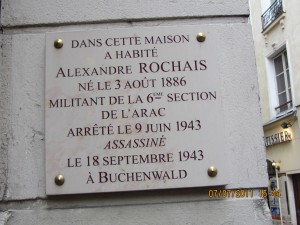 DANS CETTE MAISON
A HABITÉ
ALEXANDRE ROCHAIS
NÉ LE 3 AOÛT 1886
MILITANT DE LA 6ÈME SECTION
DE L'ARAC
ARRÊTÉ LE 9 JUIN 1943
ASSASSINÉ
LE 18 SEPTEMBRE 1943
À BUCHENWALD